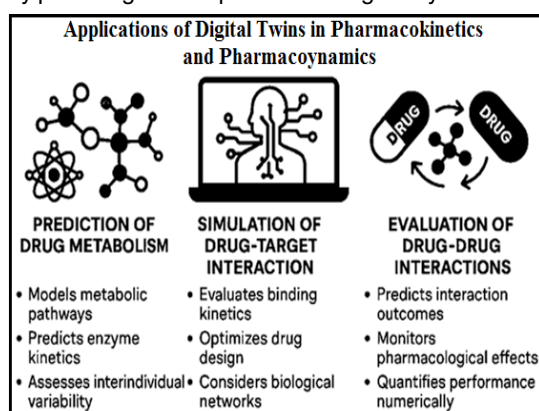 Applications of Digital Twins in Pharmacokinetics
and Pharmacoynamics
DRUG
DRUG
PREDICTION OF
DRUG METABOLISM
• Models metabolic
pathways
• Predicts enzyme
kinetics
• Assesses interindividual
variability
SIMULATION OF
DRUG-TARGET
INTERACTION
• Evaluates binding
kinetics
• Optimizes drug
design
• Considers biological
networks
EVALUATION OF
DRUG-DRUG
INTERACTIONS
• Predicts interaction
outcomes
• Monitors
pharmacological effects
• Quantifies performance
numerically